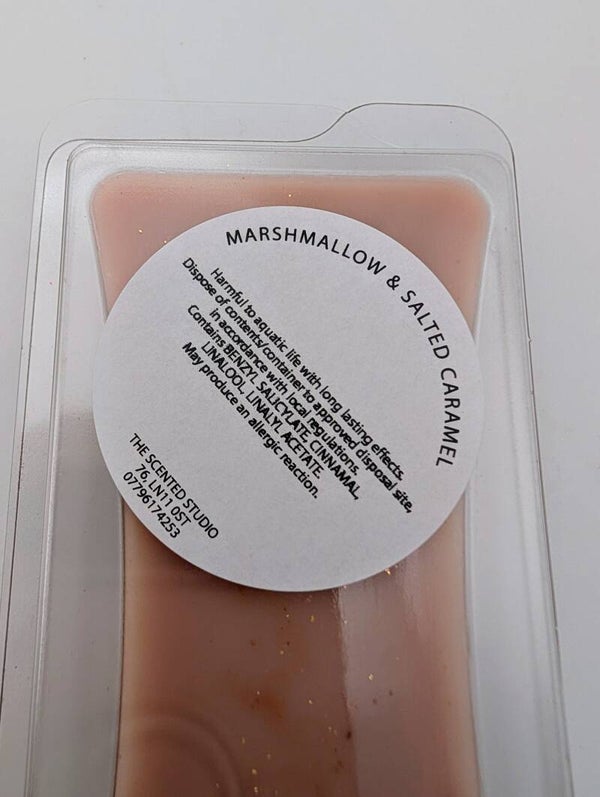 MARSHMALLOW & SALTED CARAMEL
Harmful to aquatic life with long lasting effects.
Dispose of contents/container to approved disposal site,
in accordance with local regulations.
Contains BENZYL SALICYLATE, CINNAMAL,
LINALOOL, LINALYL ACETATE.
May produce an allergic reaction.
THE SCENTED STUDIO
76, LN11 0ST
07796174253